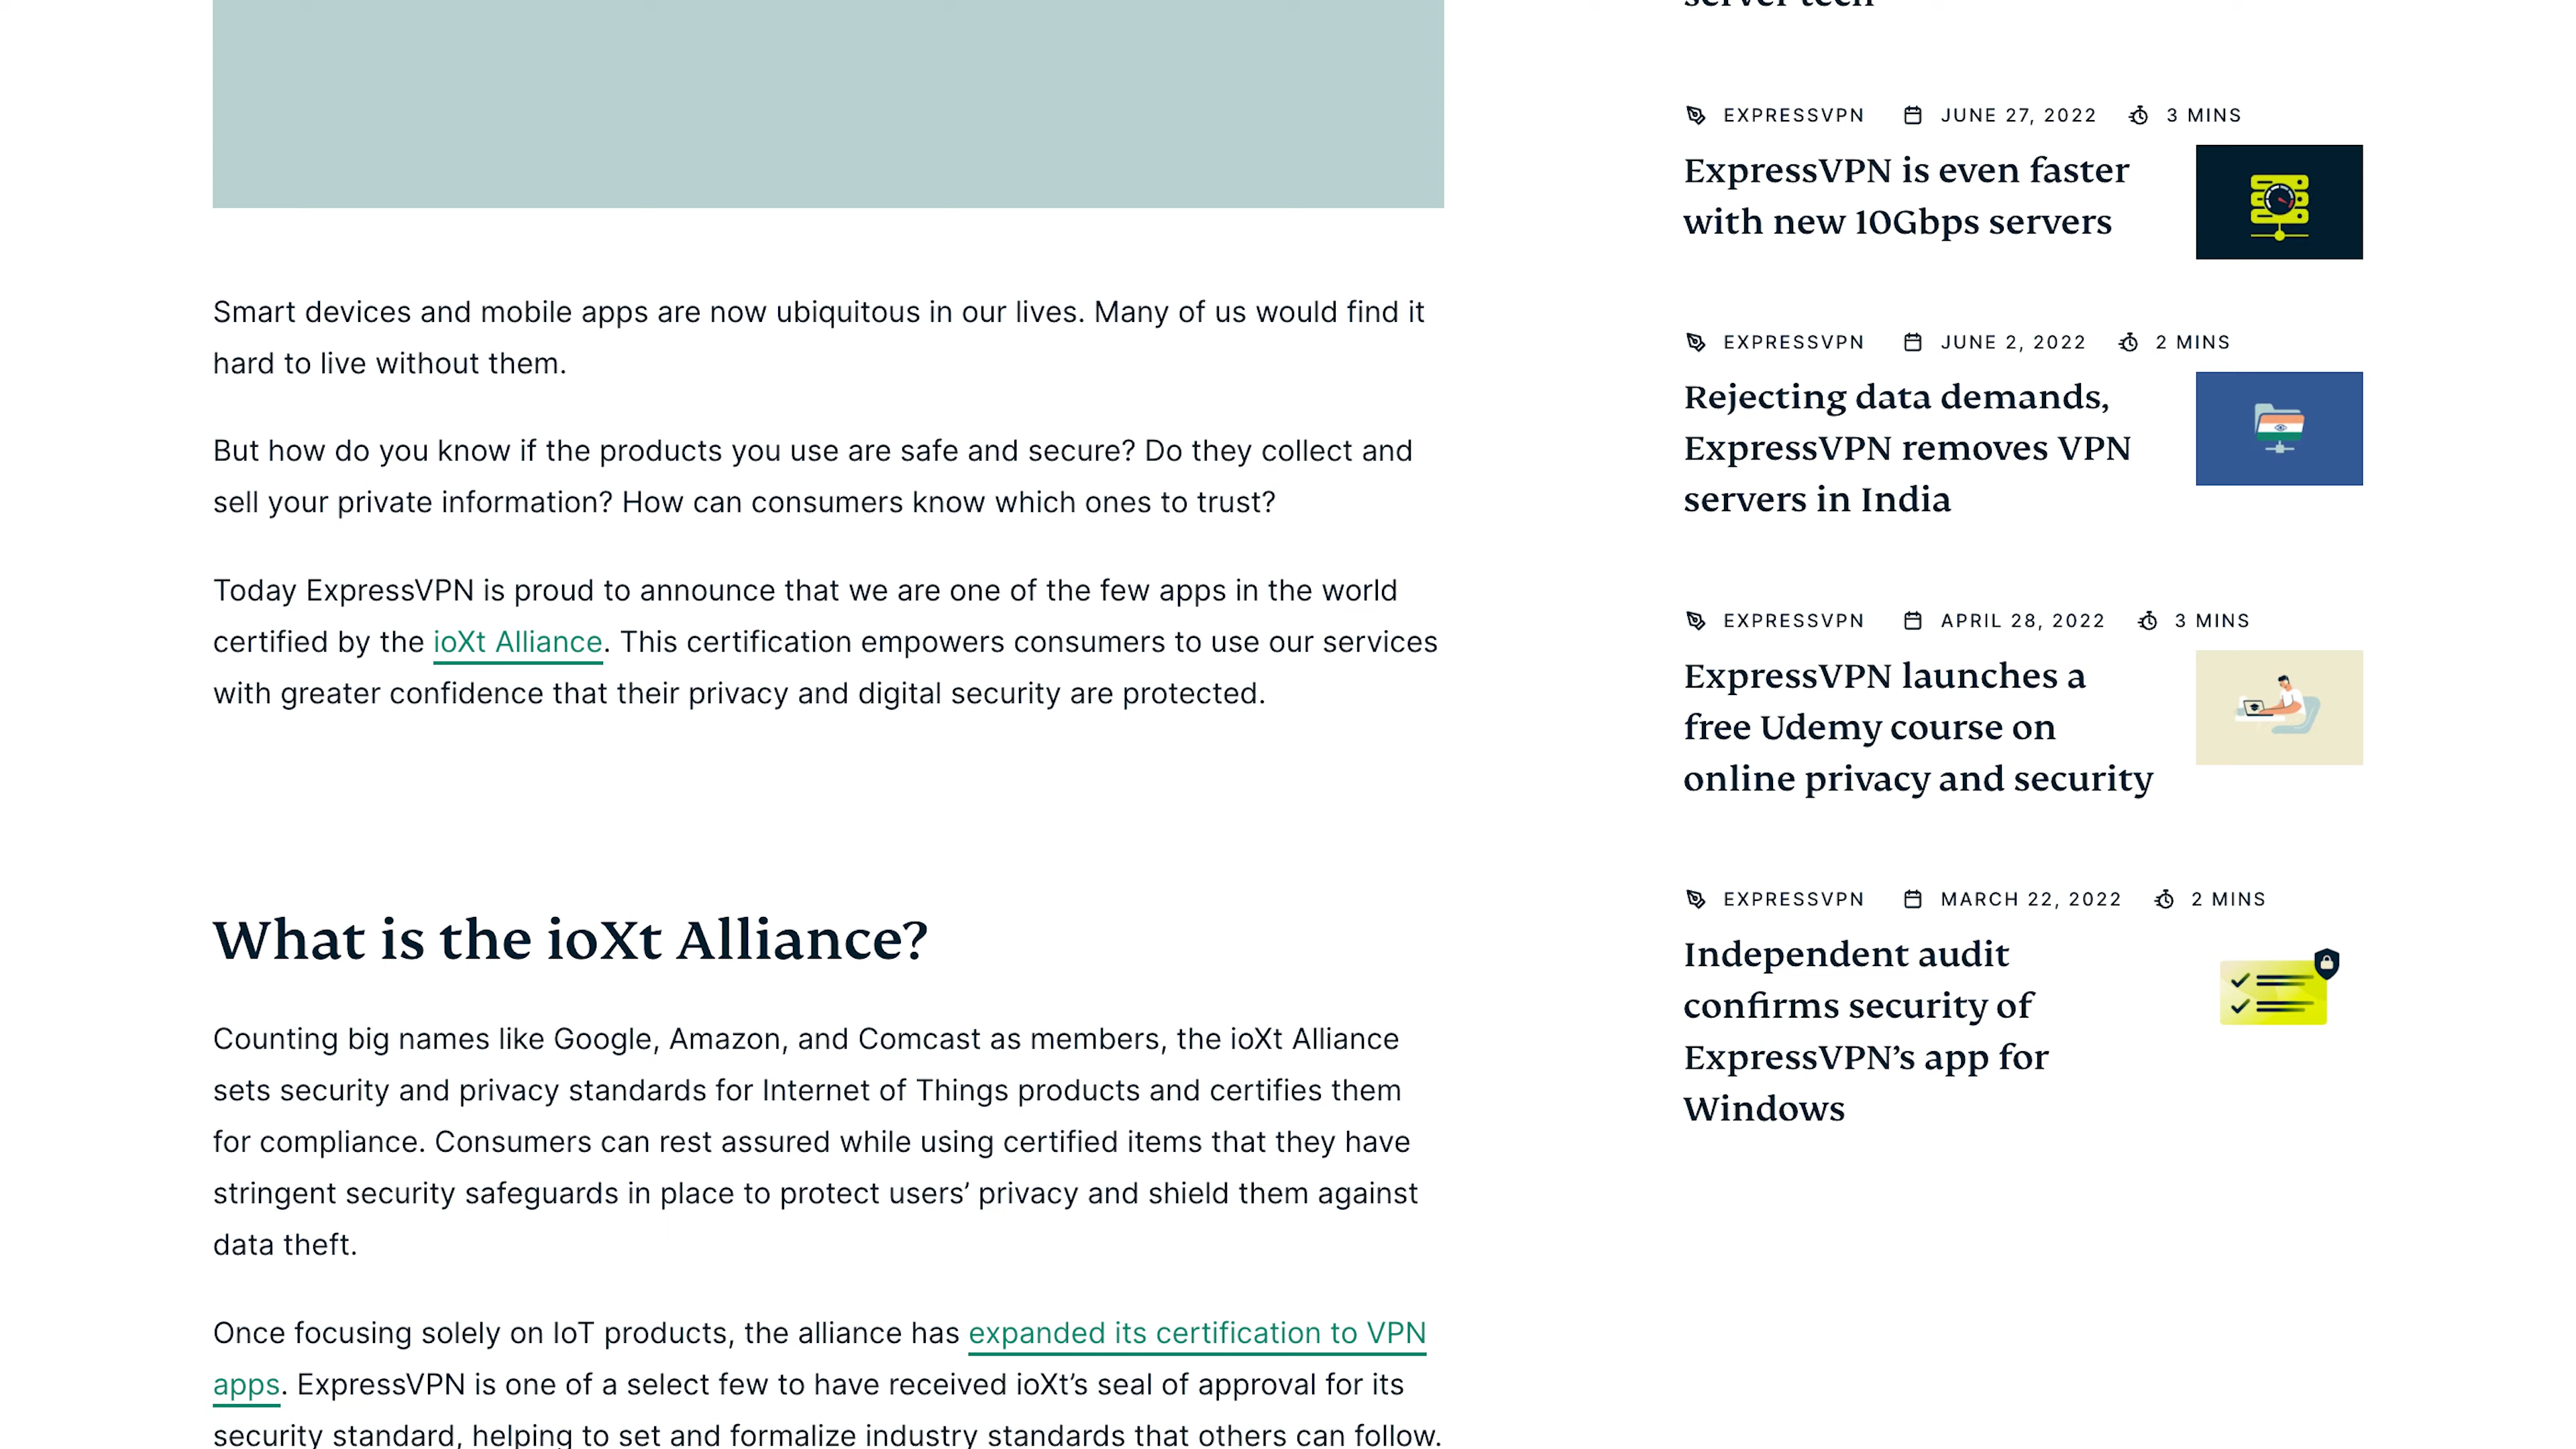 server tech
EXPRESSVPN JUNE 27, 2022 3 MINS
ExpressVPN is even faster
with new 10Gbps servers
Smart devices and mobile apps are now ubiquitous in our lives. Many of us would find it
hard to live without them.
But how do you know if the products you use are safe and secure? Do they collect and
sell your private information? How can consumers know which ones to trust?
Today ExpressVPN is proud to announce that we are one of the few apps in the world
certified by the ioXt Alliance. This certification empowers consumers to use our services
with greater confidence that their privacy and digital security are protected.
EXPRESSVPN JUNE 2, 2022 2 MINS
Rejecting data demands,
ExpressVPN removes VPN
servers in India
EXPRESSVPN APRIL 28, 2022 3 MINS
ExpressVPN launches a
free Udemy course on
online privacy and security
What is the ioXt Alliance?
Counting big names like Google, Amazon, and Comcast as members, the ioXt Alliance
sets security and privacy standards for Internet of Things products and certifies them
for compliance. Consumers can rest assured while using certified items that they have
stringent security safeguards in place to protect users’ privacy and shield them against
data theft.
Once focusing solely on IoT products, the alliance has expanded its certification to VPN
apps. ExpressVPN is one of a select few to have received ioXt’s seal of approval for its
security standard, helping to set and formalize industry standards that others can follow.
EXPRESSVPN MARCH 22, 2022 2 MINS
Independent audit
confirms security of
ExpressVPN’s app for
Windows